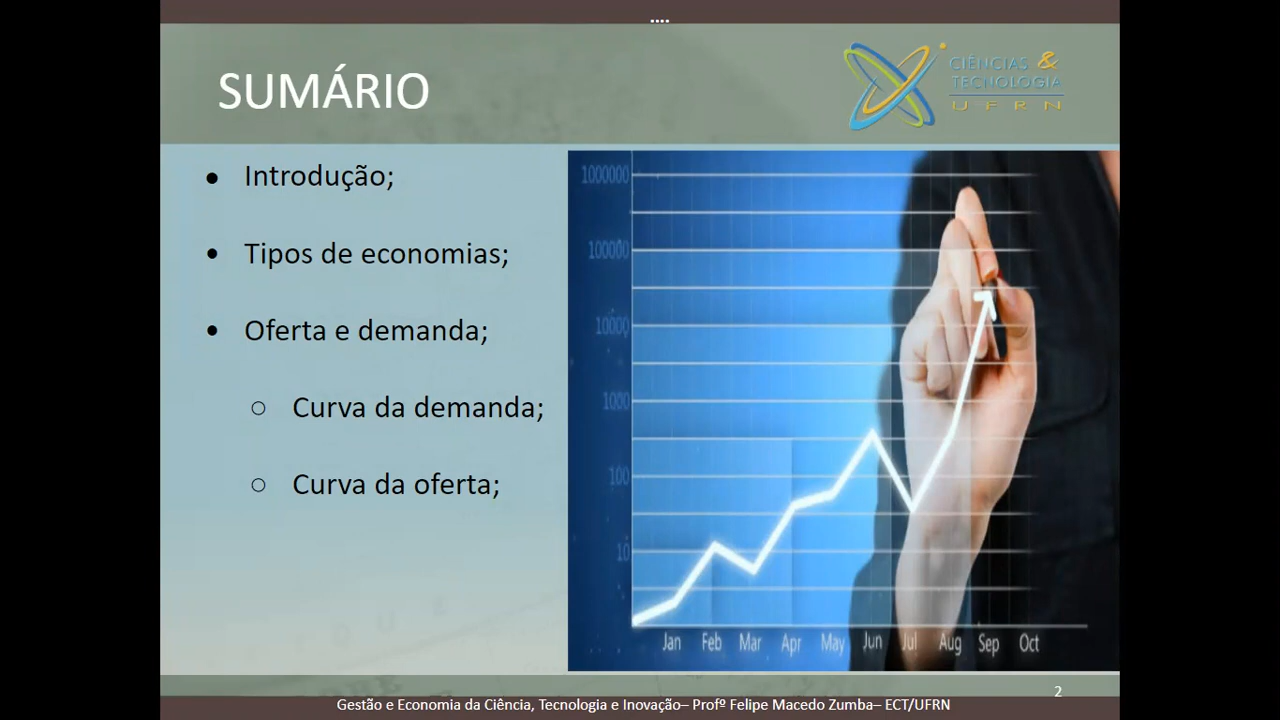 ....
SUMÁRIO
CIÊNCIAS &
TECNOLOGIA
UFRN
• Introdução;
• Tipos de economias;
• Oferta e demanda;
○ Curva da demanda;
○ Curva da oferta;
1000000
100000
10000
1000
100
10
Jan Feb Mar Apr May Jun Jul Aug Sep Oct
2
Gestão e Economia da Ciência, Tecnologia e Inovação– Profº Felipe Macedo Zumba– ECT/UFRN